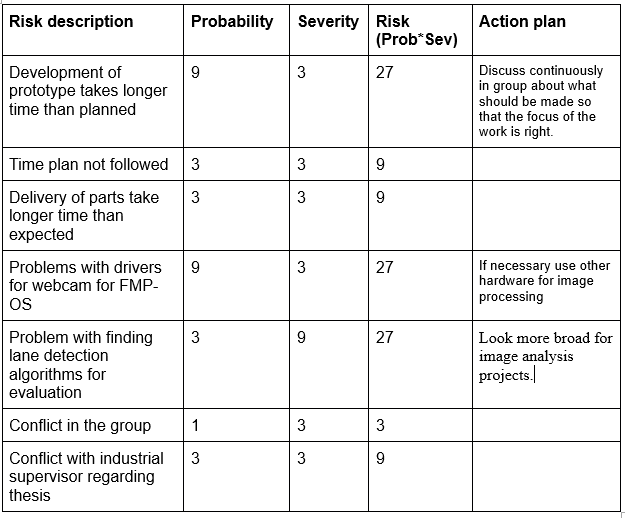 Risk description Probability Severity Risk (Prob*Sev) Action plan
Development of prototype takes longer time than planned 9 3 27 Discuss continuously in group about what should be made so that the focus of the work is right.
Time plan not followed 3 3 9
Delivery of parts take longer time than expected 3 3 9
Problems with drivers for webcam for FMP-OS 9 3 27 If necessary use other hardware for image processing
Problem with finding lane detection algorithms for evaluation 3 9 27 Look more broad for image analysis projects.
Conflict in the group 1 3 3
Conflict with industrial supervisor regarding thesis 3 3 9